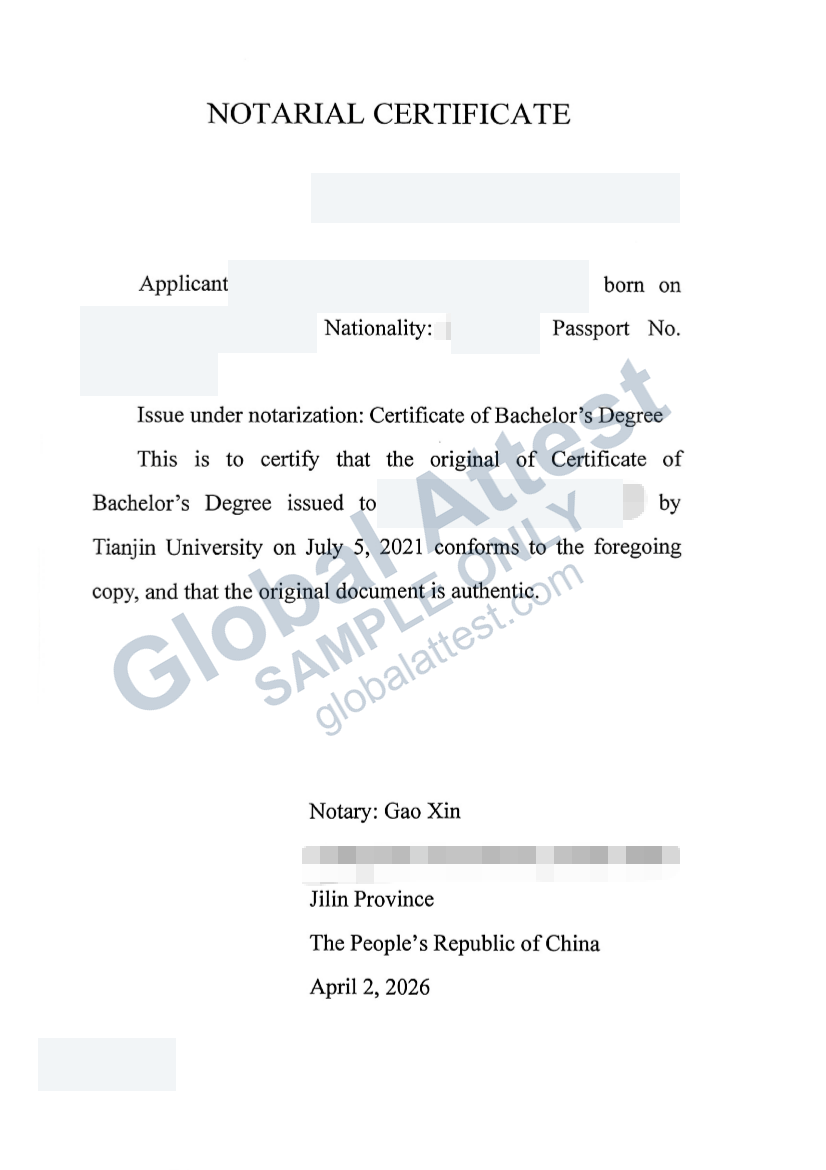 NOTARIAL CERTIFICATE
Applicant born on
Nationality: Passport No.
Issue under notarization: Certificate of Bachelor's Degree
This is to certify that the original of Certificate of
Bachelor's Degree issued to by
Tianjin University on July 5, 2021 conforms to the foregoing
copy, and that the original document is authentic.
Global Attest
SAMPLE ONLY
globalattest.com
Notary: Gao Xin
Jilin Province
The People's Republic of China
April 2, 2026